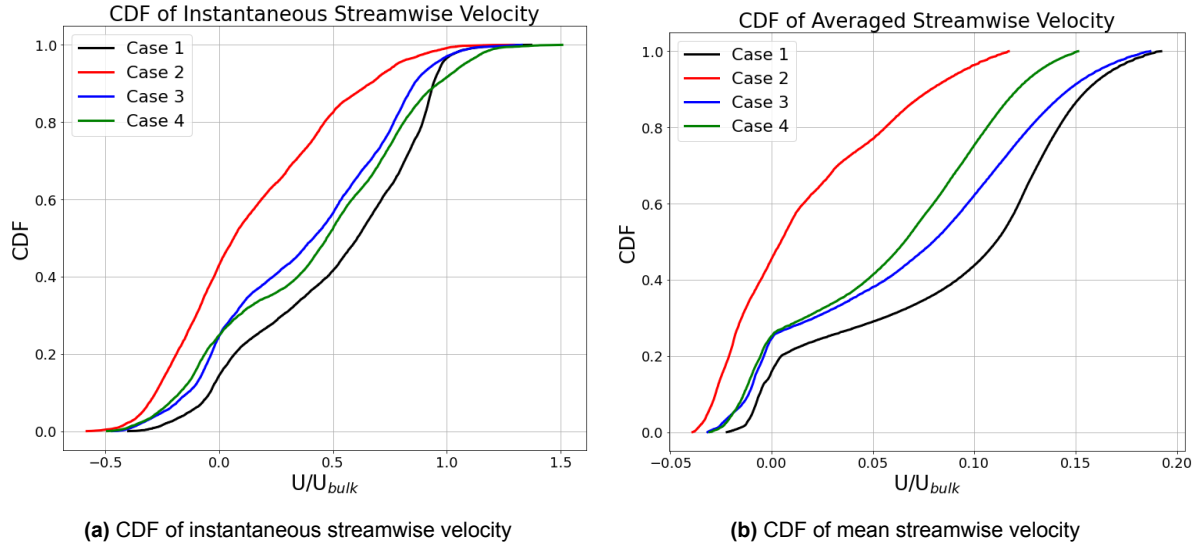 CDF of Instantaneous Streamwise Velocity
Case 1
Case 2
Case 3
Case 4
1.0
0.8
0.6
0.4
0.2
0.0
CDF
−0.5
0.0
0.5
1.0
1.5
U/U_bulk
(a) CDF of instantaneous streamwise velocity
CDF of Averaged Streamwise Velocity
Case 1
Case 2
Case 3
Case 4
1.0
0.8
0.6
0.4
0.2
0.0
CDF
−0.05
0.00
0.05
0.10
0.15
0.20
U/U_bulk
(b) CDF of mean streamwise velocity